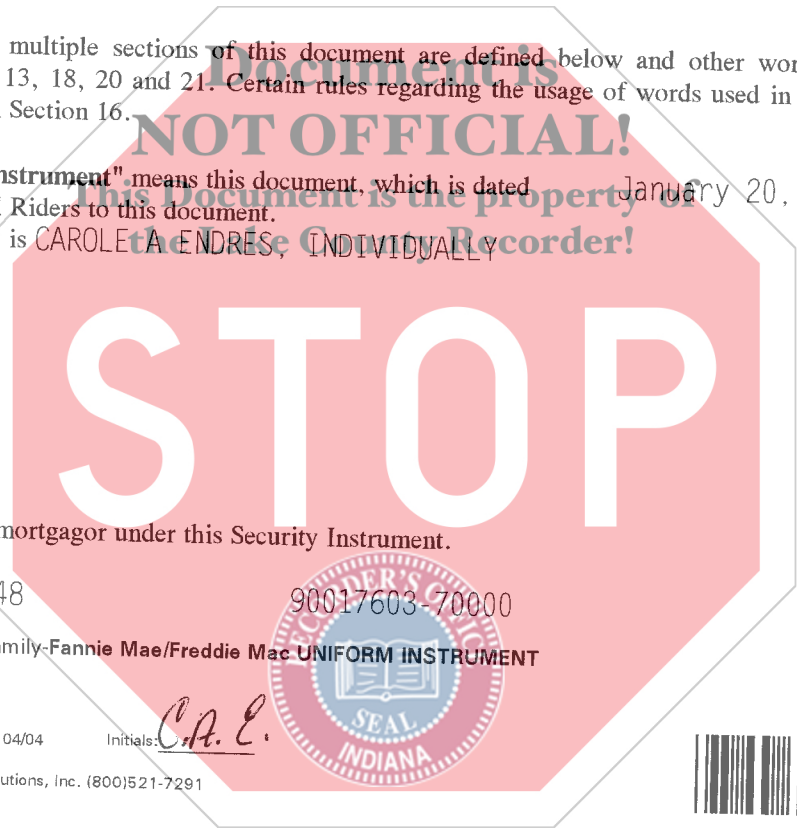 multiple sections of this document are defined below and other wor
13, 18, 20 and 21. Certain rules regarding the usage of words used in
Section 16.
Document is
NOT OFFICIAL!
This Document is the property of
the Lake County Recorder!
nstrument" means this document, which is dated January 20,
Riders to this document.
is CAROLE A ENDRES, INDIVIDUALLY
STOP
mortgagor under this Security Instrument.
48 90017603-70000
mily-Fannie Mae/Freddie Mac UNIFORM INSTRUMENT
RECORDER'S OFFICE
SEAL
INDIANA
04/04 Initials: C.A.E.
utions, Inc. (800)521-7291